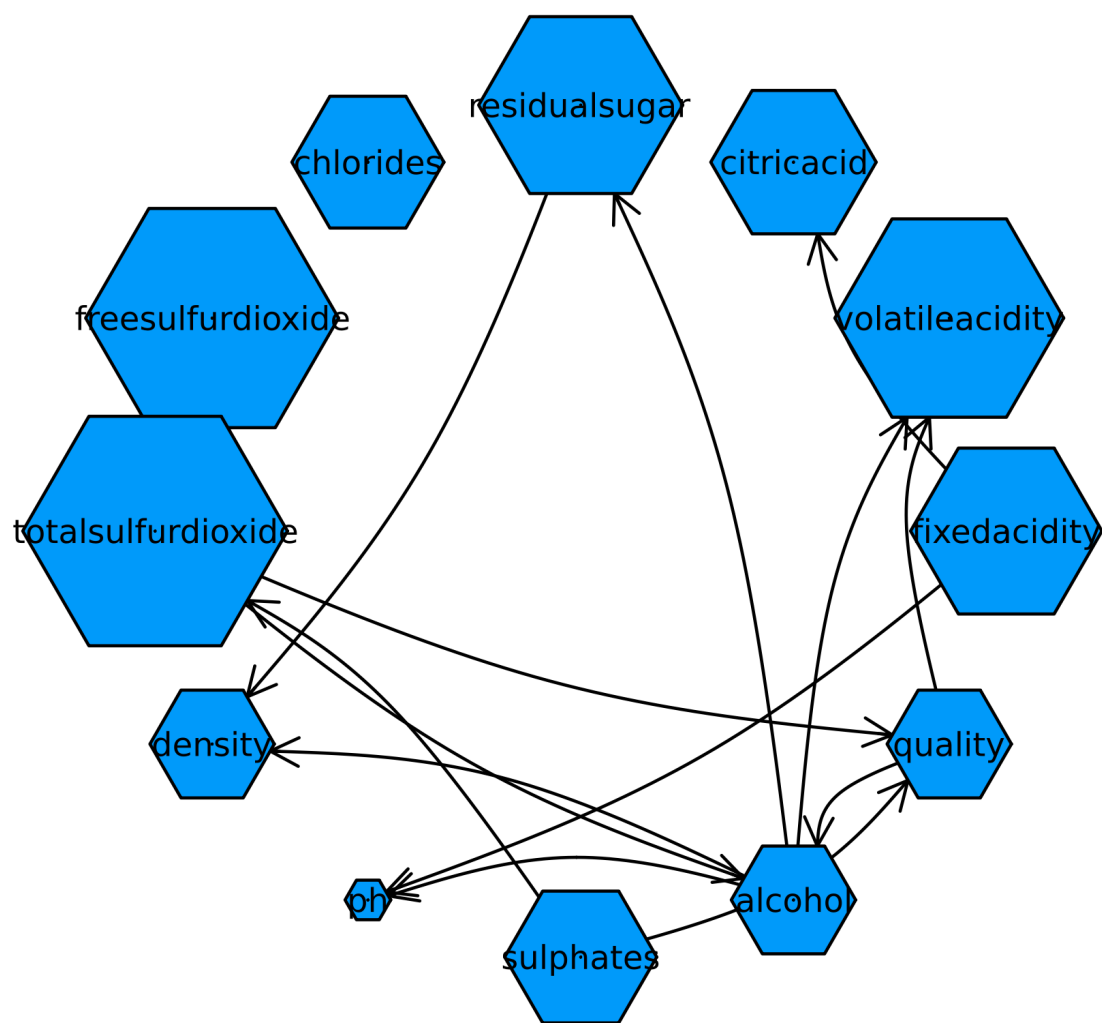 residualsugar
chlorides
citricacid
freesulfurdioxide
volatileacidity
totalsulfurdioxide
fixedacidity
density
quality
ph
alcohol
sulphates